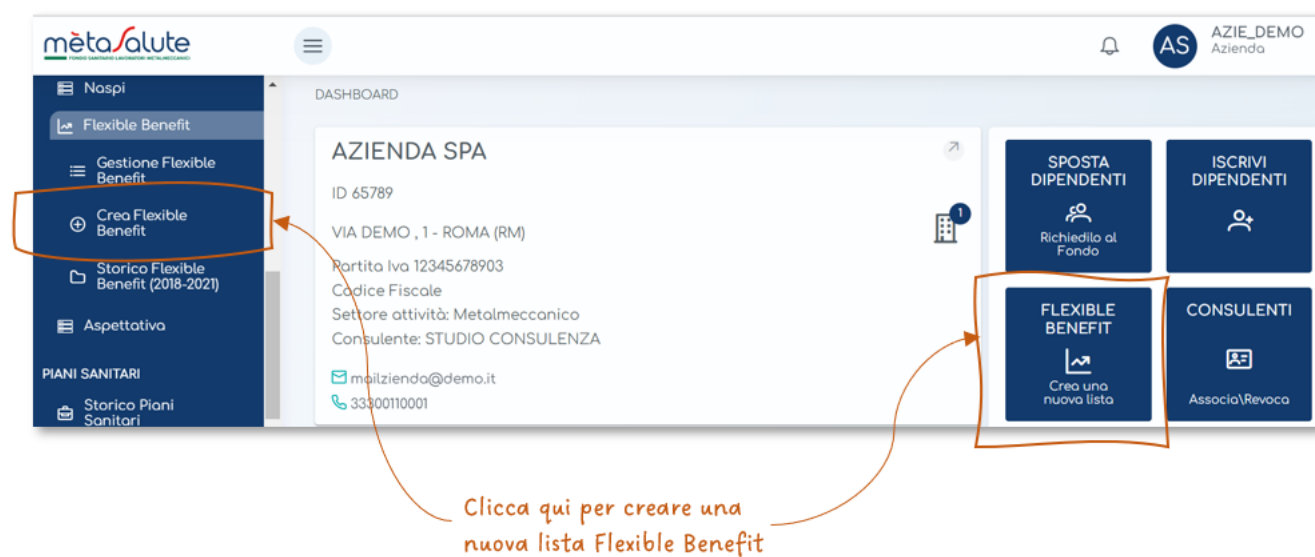 mètaSalute
FONDO SANITARIO LAVORATORI METALMECCANICI
AS
AZIE_DEMO
Azienda
Naspi
Flexible Benefit
Gestione Flexible
Benefit
Crea Flexible
Benefit
Storico Flexible
Benefit (2018-2021)
Aspettativa
PIANI SANITARI
Storico Piani
Sanitari
DASHBOARD
AZIENDA SPA
ID 65789
1
VIA DEMO , 1 - ROMA (RM)
Partita Iva 12345678903
Codice Fiscale
Settore attività: Metalmeccanico
Consulente: STUDIO CONSULENZA
mailzienda@demo.it
33300110001
SPOSTA
DIPENDENTI
Richiedilo al
Fondo
ISCRIVI
DIPENDENTI
FLEXIBLE
BENEFIT
Crea una
nuova lista
CONSULENTI
Associa\Revoca
Clicca qui per creare una
nuova lista Flexible Benefit